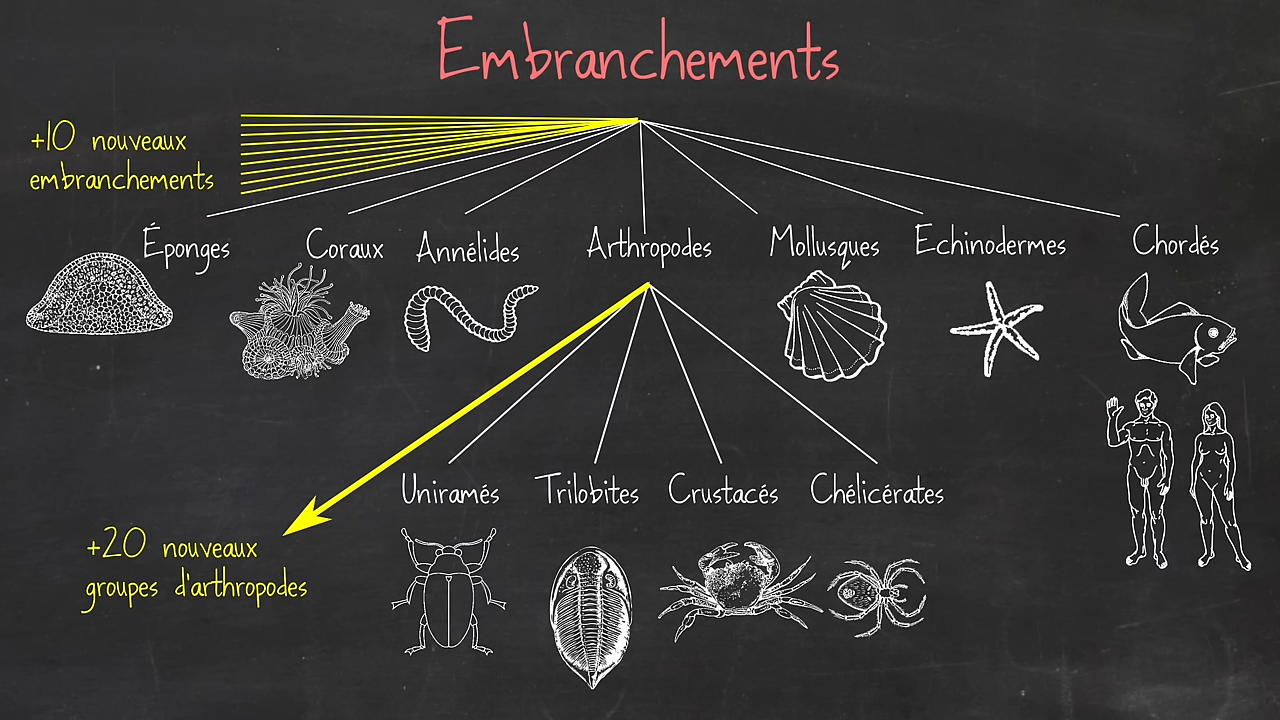 Embranchements
+10 nouveaux
embranchements
Éponges
Coraux
Annélides
Arthropodes
Mollusques
Echinodermes
Chordés
Uniramés
Trilobites
Crustacés
Chélicérates
+20 nouveaux
groupes d'arthropodes